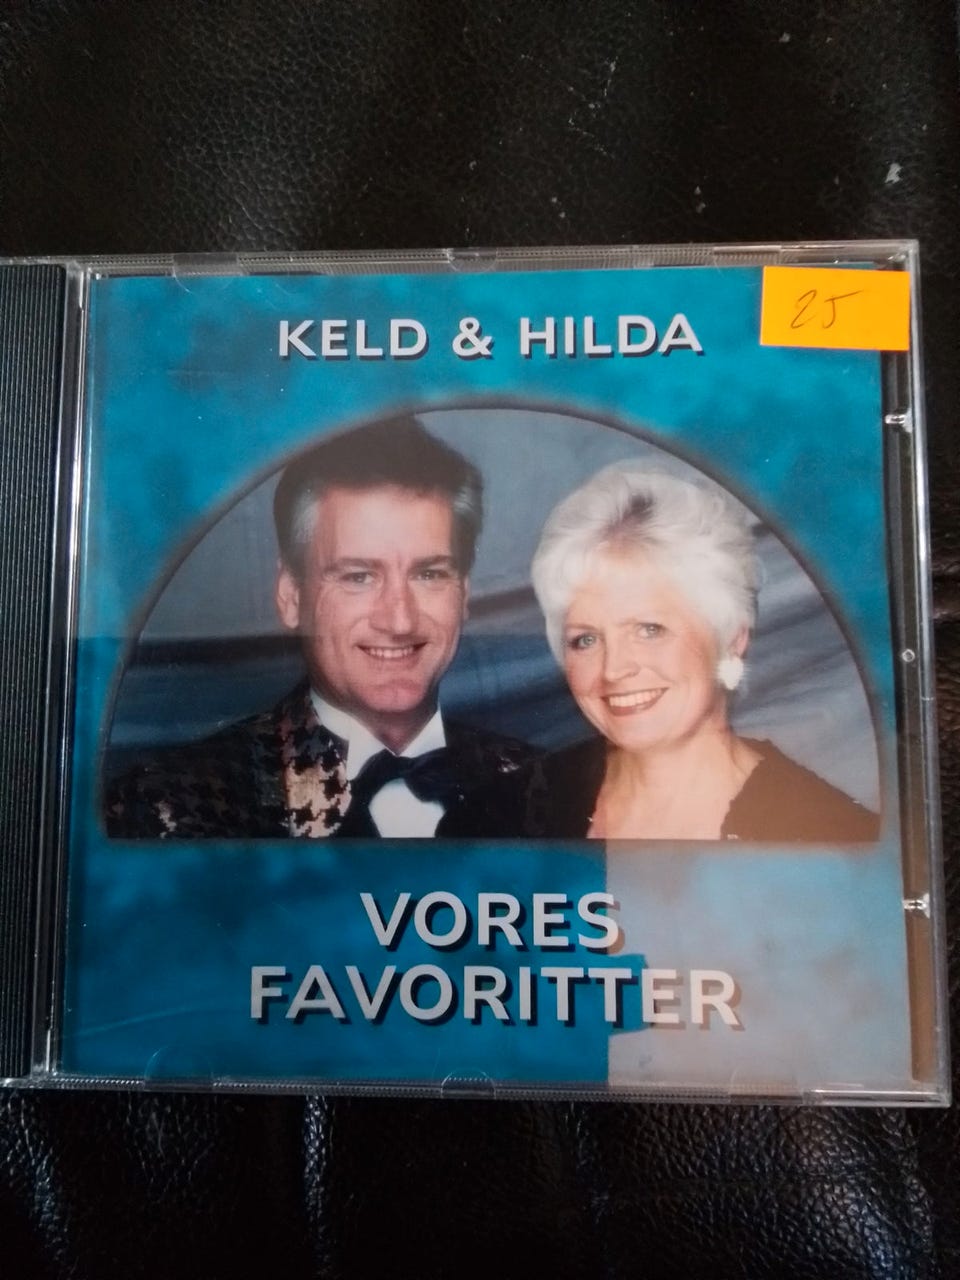 KELD & HILDA
25
VORES
FAVORITTER